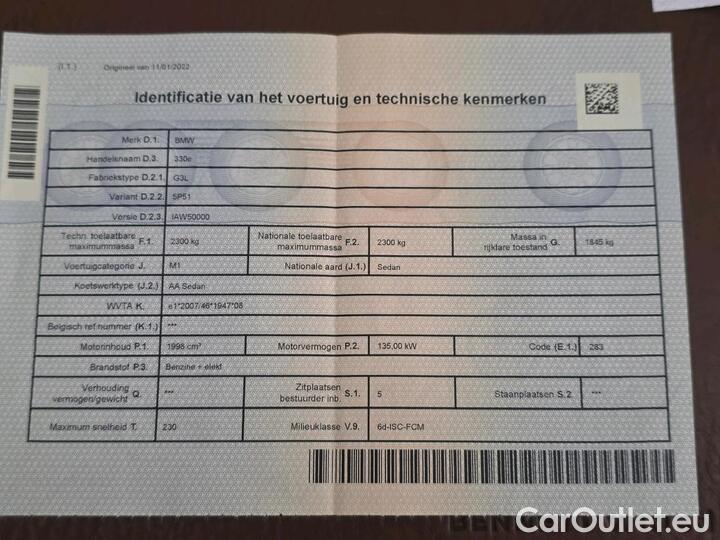 (I.1.) Origineel van 11/01/2022
Identificatie van het voertuig en technische kenmerken
Merk D.1. BMW
Handelsnaam D.3. 330e
Fabriekstype D.2.1. G3L
Variant D.2.2. 5P51
Versie D.2.3. IAW50000
Techn. toelaatbare maximummassa F.1. 2300 kg Nationale toelaatbare maximummassa F.2. 2300 kg Massa in rijklare toestand G. 1845 kg
Voertuigcategorie J. M1 Nationale aard (J.1.) Sedan
Koetswerktype (J.2.) AA Sedan
WVTA K. e1*2007/46*1947*08
Belgisch ref nummer (K.1.) ***
Motorinhoud P.1. 1998 cm³ Motorvermogen P.2. 135,00 kW Code (E.1.) 283
Brandstof P.3. Benzine + elekt
Verhouding vermogen/gewicht Q. *** Zitplaatsen bestuurder inb. S.1. 5 Staanplaatsen S.2. ***
Maximum snelheid T. 230 Milieuklasse V.9. 6d-ISC-FCM
CarOutlet.eu